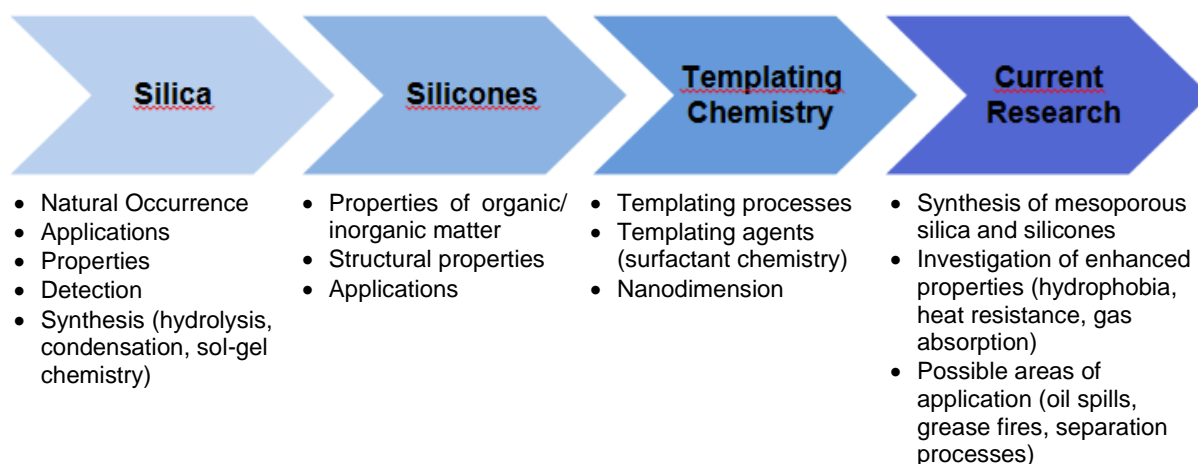 Silica
Silicones
Templating
Chemistry
Current
Research
• Natural Occurrence
• Applications
• Properties
• Detection
• Synthesis (hydrolysis,
condensation, sol-gel
chemistry)
• Properties of organic/
inorganic matter
• Structural properties
• Applications
• Templating processes
• Templating agents
(surfactant chemistry)
• Nanodimension
• Synthesis of mesoporous
silica and silicones
• Investigation of enhanced
properties (hydrophobia,
heat resistance, gas
absorption)
• Possible areas of
application (oil spills,
grease fires, separation
processes)